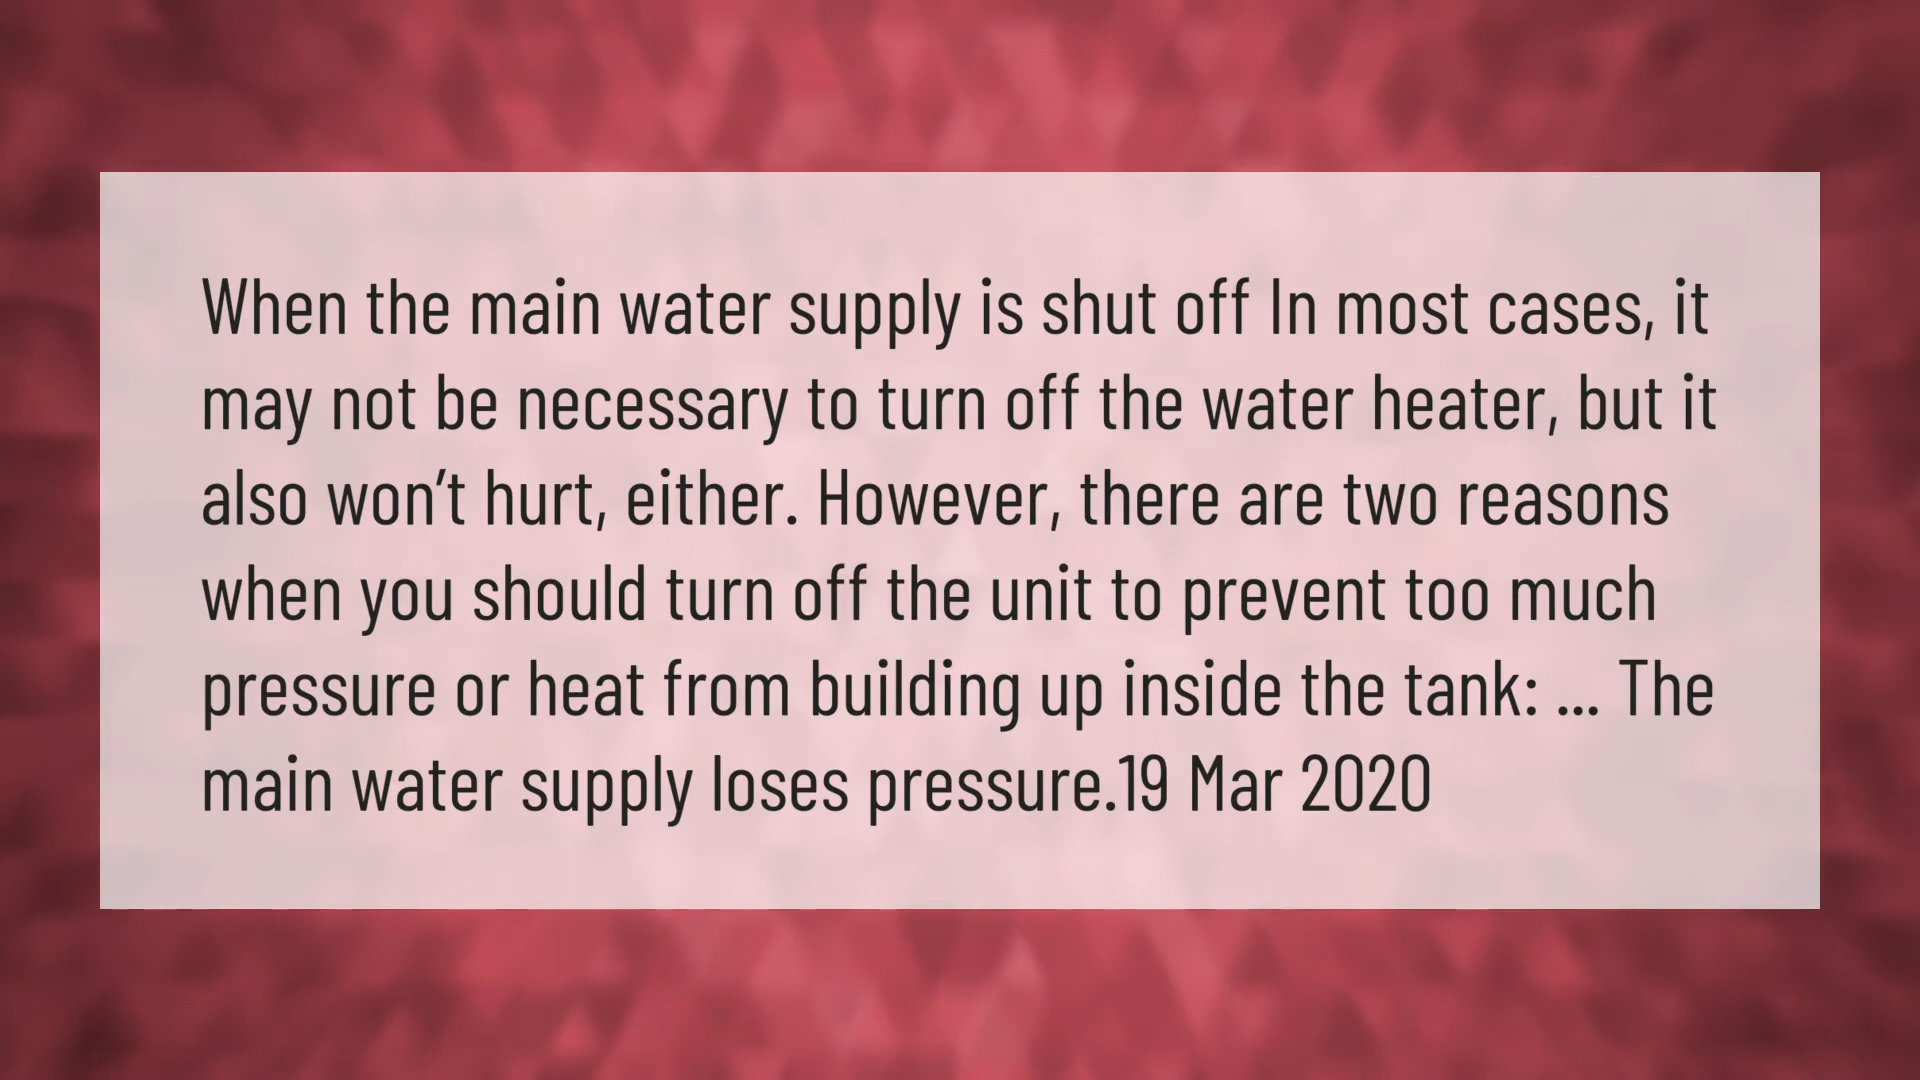 When the main water supply is shut off In most cases, it
may not be necessary to turn off the water heater, but it
also won’t hurt, either. However, there are two reasons
when you should turn off the unit to prevent too much
pressure or heat from building up inside the tank: ... The
main water supply loses pressure.19 Mar 2020